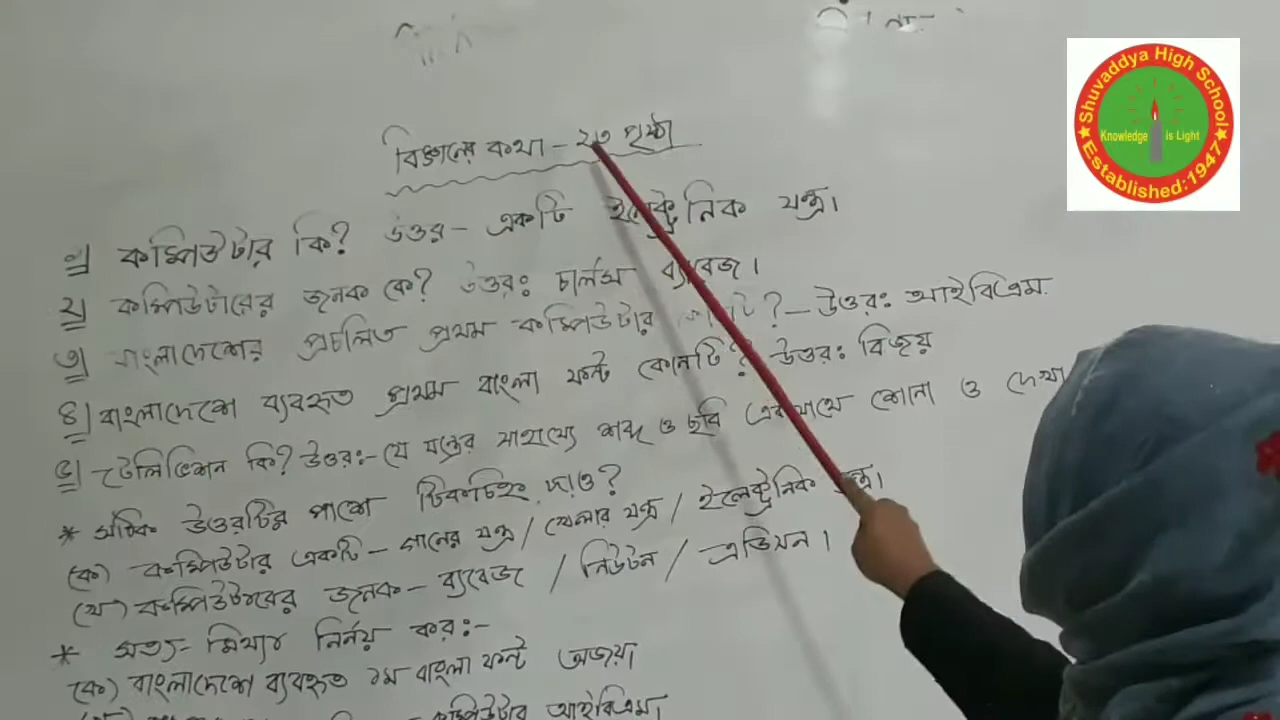 Shuvaddya High School
Knowledge is Light
Established:1947
বিজ্ঞানের কথা - ২৩ পৃষ্ঠা
১) কম্পিউটার কি? উত্তর - একটি ইলেক্ট্রনিক যন্ত্র।
২) কম্পিউটারের জনক কে? উত্তরঃ চার্লস ব্যাবেজ।
৩) বাংলাদেশের প্রচলিত প্রথম কম্পিউটার কোনটি? - উত্তরঃ আইবিএম
৪) বাংলাদেশে ব্যবহৃত প্রথম বাংলা ফন্ট কোনটি? উত্তরঃ বিজয়
৫) টেলিভিশন কি? উত্তরঃ- যে যন্ত্রের সাহায্যে শব্দ ও ছবি একসাথে শোনা ও দেখা
* সঠিক উত্তরটির পাশে টিকচিহ্ন দাও?
(ক) কম্পিউটার একটি - গানের যন্ত্র / খেলার যন্ত্র / ইলেক্ট্রনিক যন্ত্র।
(খ) কম্পিউটারের জনক - ব্যাবেজ / নিউটন / এডিসন।
* সত্য - মিথ্যা নির্নয় কর:-
(ক) বাংলাদেশে ব্যবহৃত ১ম বাংলা ফন্ট অজয়।
কম্পিউটার আইবিএম।